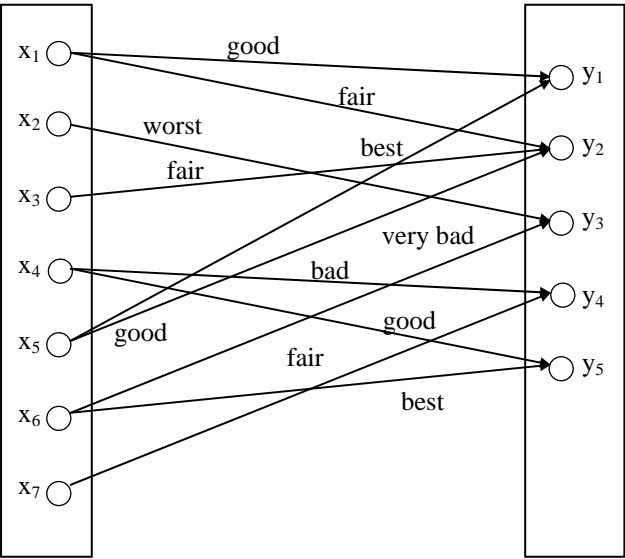 x₁
good
y₁
fair
x₂
worst
best
y₂
fair
x₃
y₃
very bad
x₄
bad
y₄
good
good
x₅
fair
y₅
best
x₆
x₇